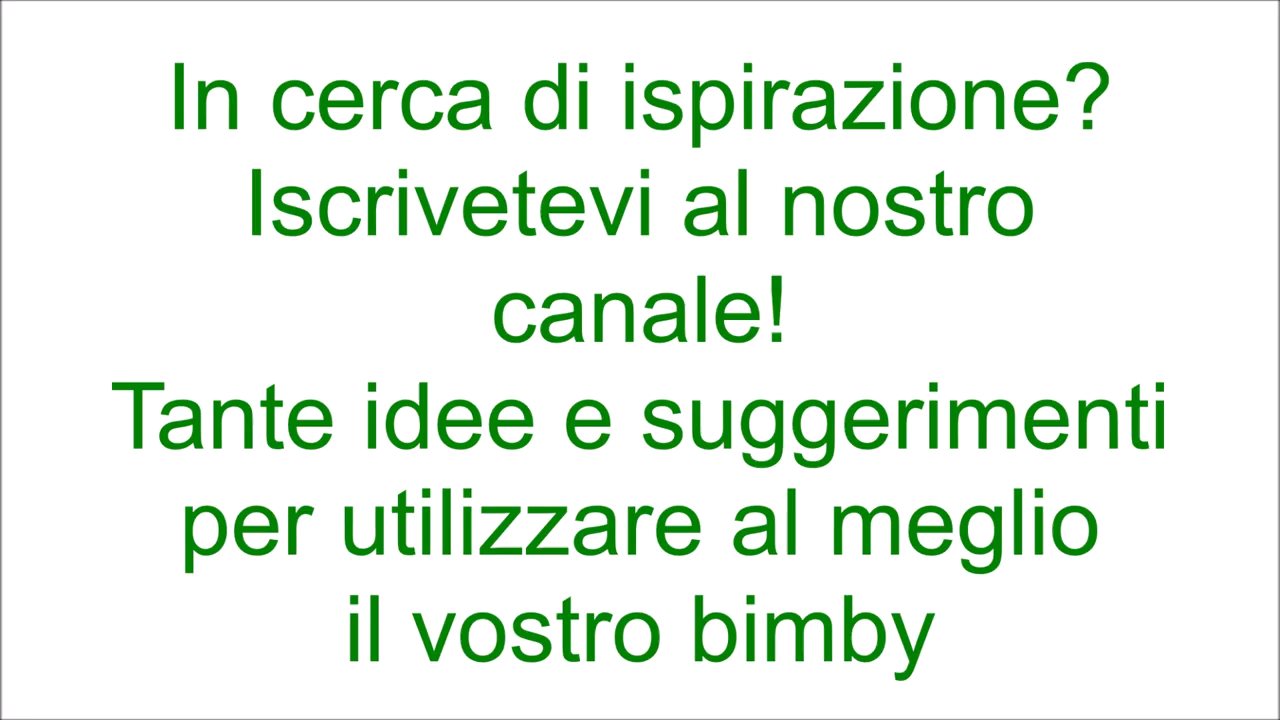 In cerca di ispirazione?
Iscrivetevi al nostro
canale!
Tante idee e suggerimenti
per utilizzare al meglio
il vostro bimby